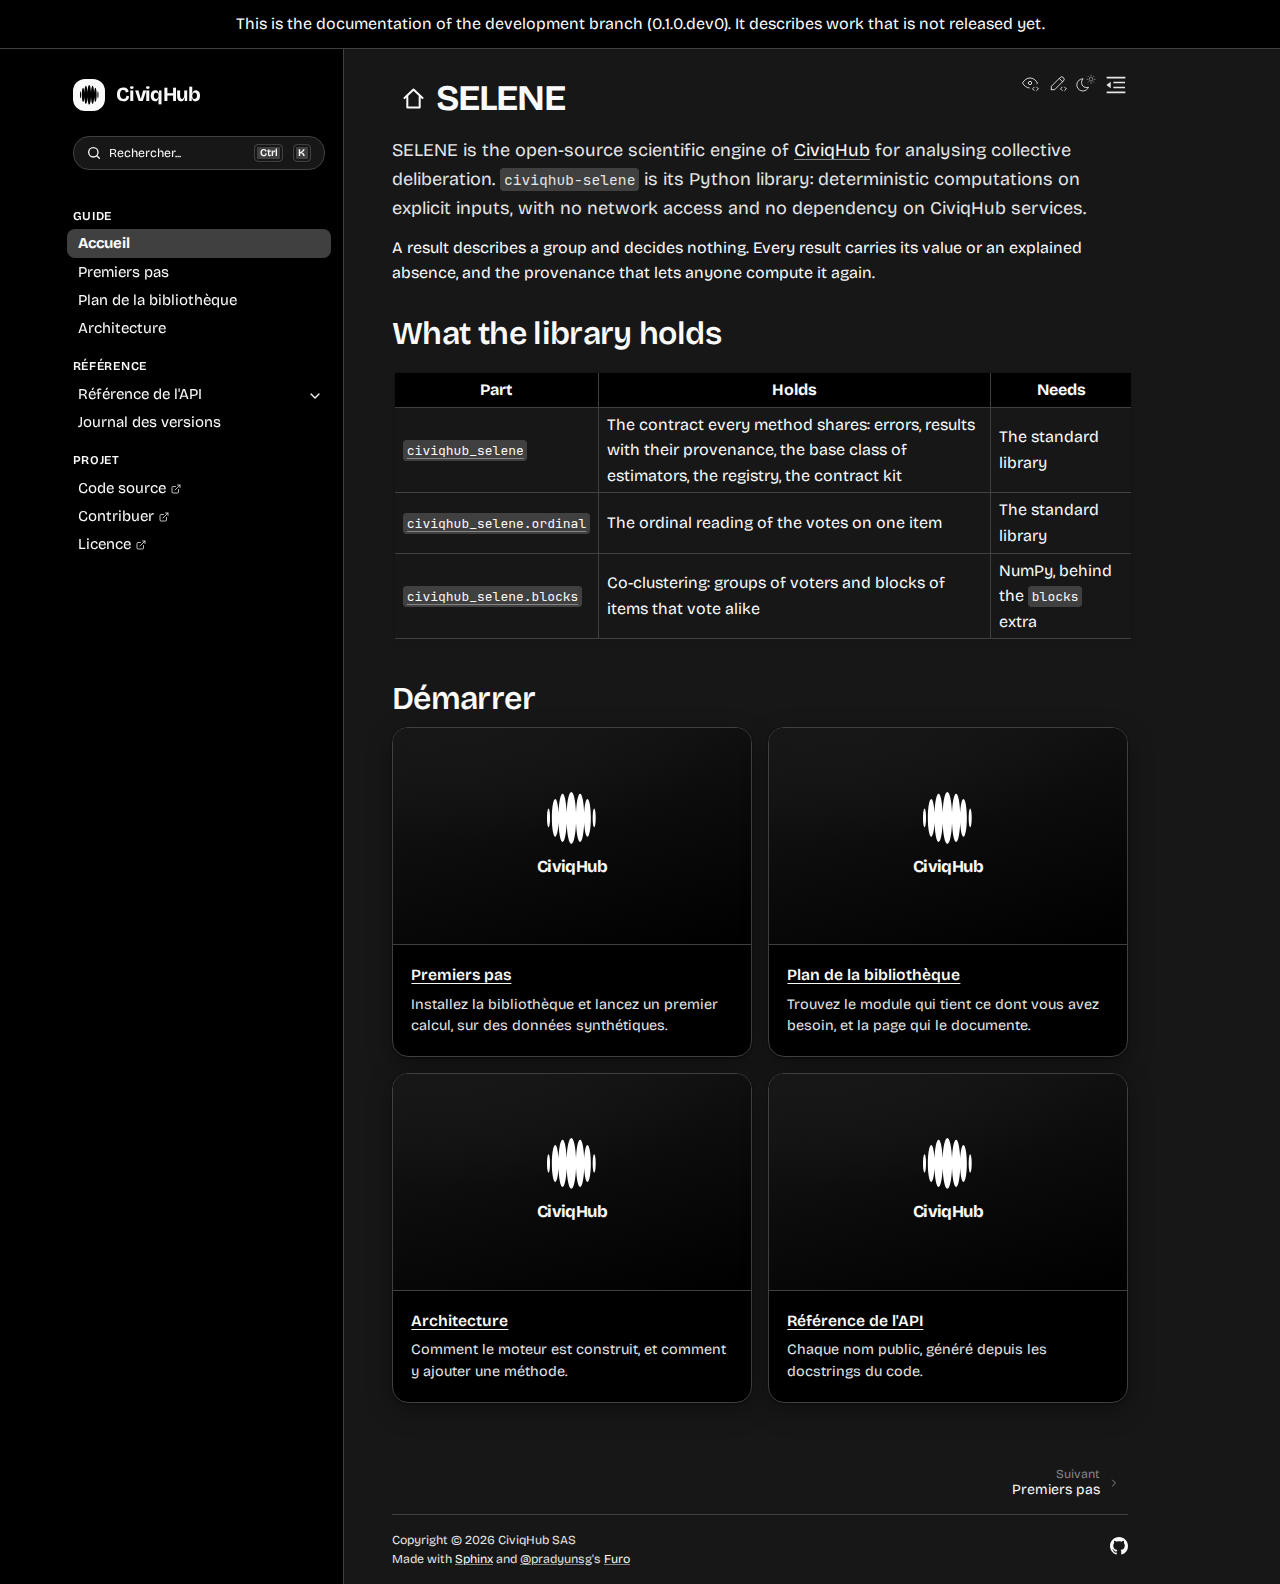 This is the documentation of the development branch (0.1.0.dev0). It describes work that is not released yet.
CiviqHub
Rechercher...
Ctrl K
GUIDE
Accueil
Premiers pas
Plan de la bibliothèque
Architecture
RÉFÉRENCE
Référence de l'API
Journal des versions
PROJET
Code source
Contribuer
Licence
SELENE
SELENE is the open-source scientific engine of CiviqHub for analysing collective
deliberation. civiqhub-selene is its Python library: deterministic computations on
explicit inputs, with no network access and no dependency on CiviqHub services.
A result describes a group and decides nothing. Every result carries its value or an explained
absence, and the provenance that lets anyone compute it again.
What the library holds
Part Holds Needs
civiqhub_selene
The contract every method shares: errors, results
with their provenance, the base class of
estimators, the registry, the contract kit
The standard
library
civiqhub_selene.ordinal
The ordinal reading of the votes on one item
The standard
library
civiqhub_selene.blocks
Co-clustering: groups of voters and blocks of
items that vote alike
NumPy, behind
the blocks
extra
Démarrer
CiviqHub
Premiers pas
Installez la bibliothèque et lancez un premier
calcul, sur des données synthétiques.
CiviqHub
Plan de la bibliothèque
Trouvez le module qui tient ce dont vous avez
besoin, et la page qui le documente.
CiviqHub
Architecture
Comment le moteur est construit, et comment
y ajouter une méthode.
CiviqHub
Référence de l'API
Chaque nom public, généré depuis les
docstrings du code.
Suivant
Premiers pas
Copyright © 2026 CiviqHub SAS
Made with Sphinx and @pradyunsg's Furo